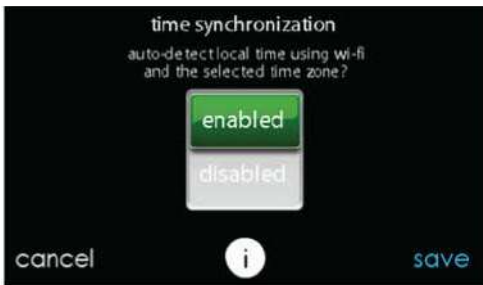 time synchronization
auto-detect local time using wi-fi
and the selected time zone?
enabled
disabled
cancel
i
save